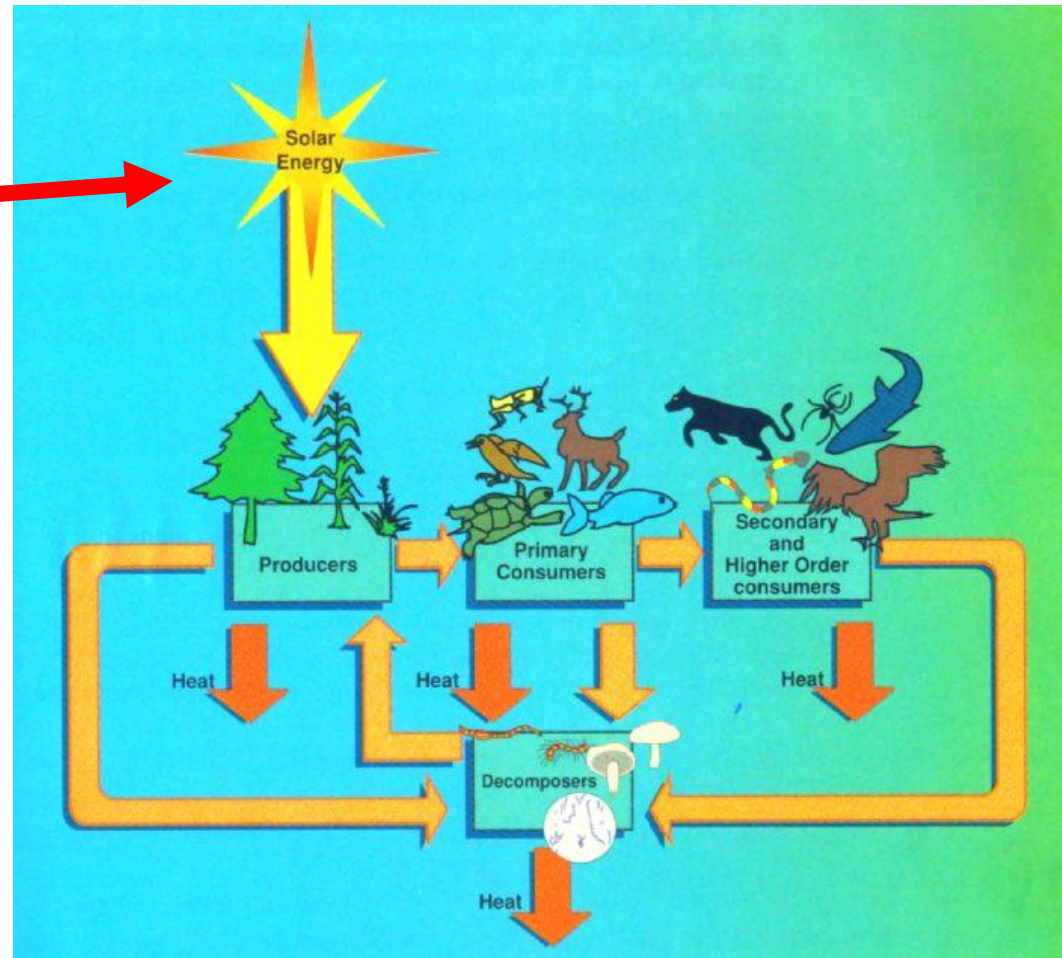 Solar
Energy
Producers
Primary
Consumers
Secondary
and
Higher Order
consumers
Heat
Heat
Heat
Decomposers
Heat